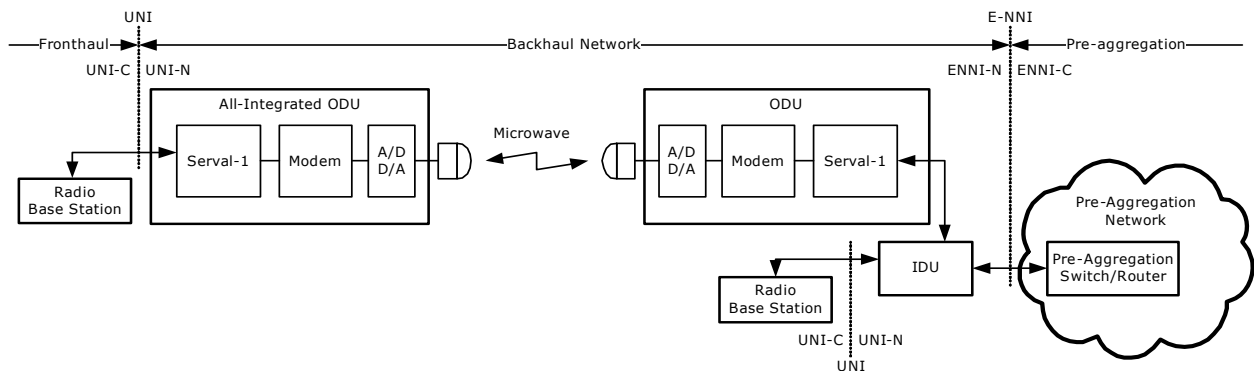 UNI
E-NNI
Fronthaul
Backhaul Network
Pre-aggregation
UNI-C
UNI-N
ENNI-N
ENNI-C
All-Integrated ODU
Serval-1
Modem
A/D
D/A
Radio
Base Station
Microwave
ODU
A/D
D/A
Modem
Serval-1
Pre-Aggregation
Network
IDU
Pre-Aggregation
Switch/Router
Radio
Base Station
UNI-C
UNI-N
UNI